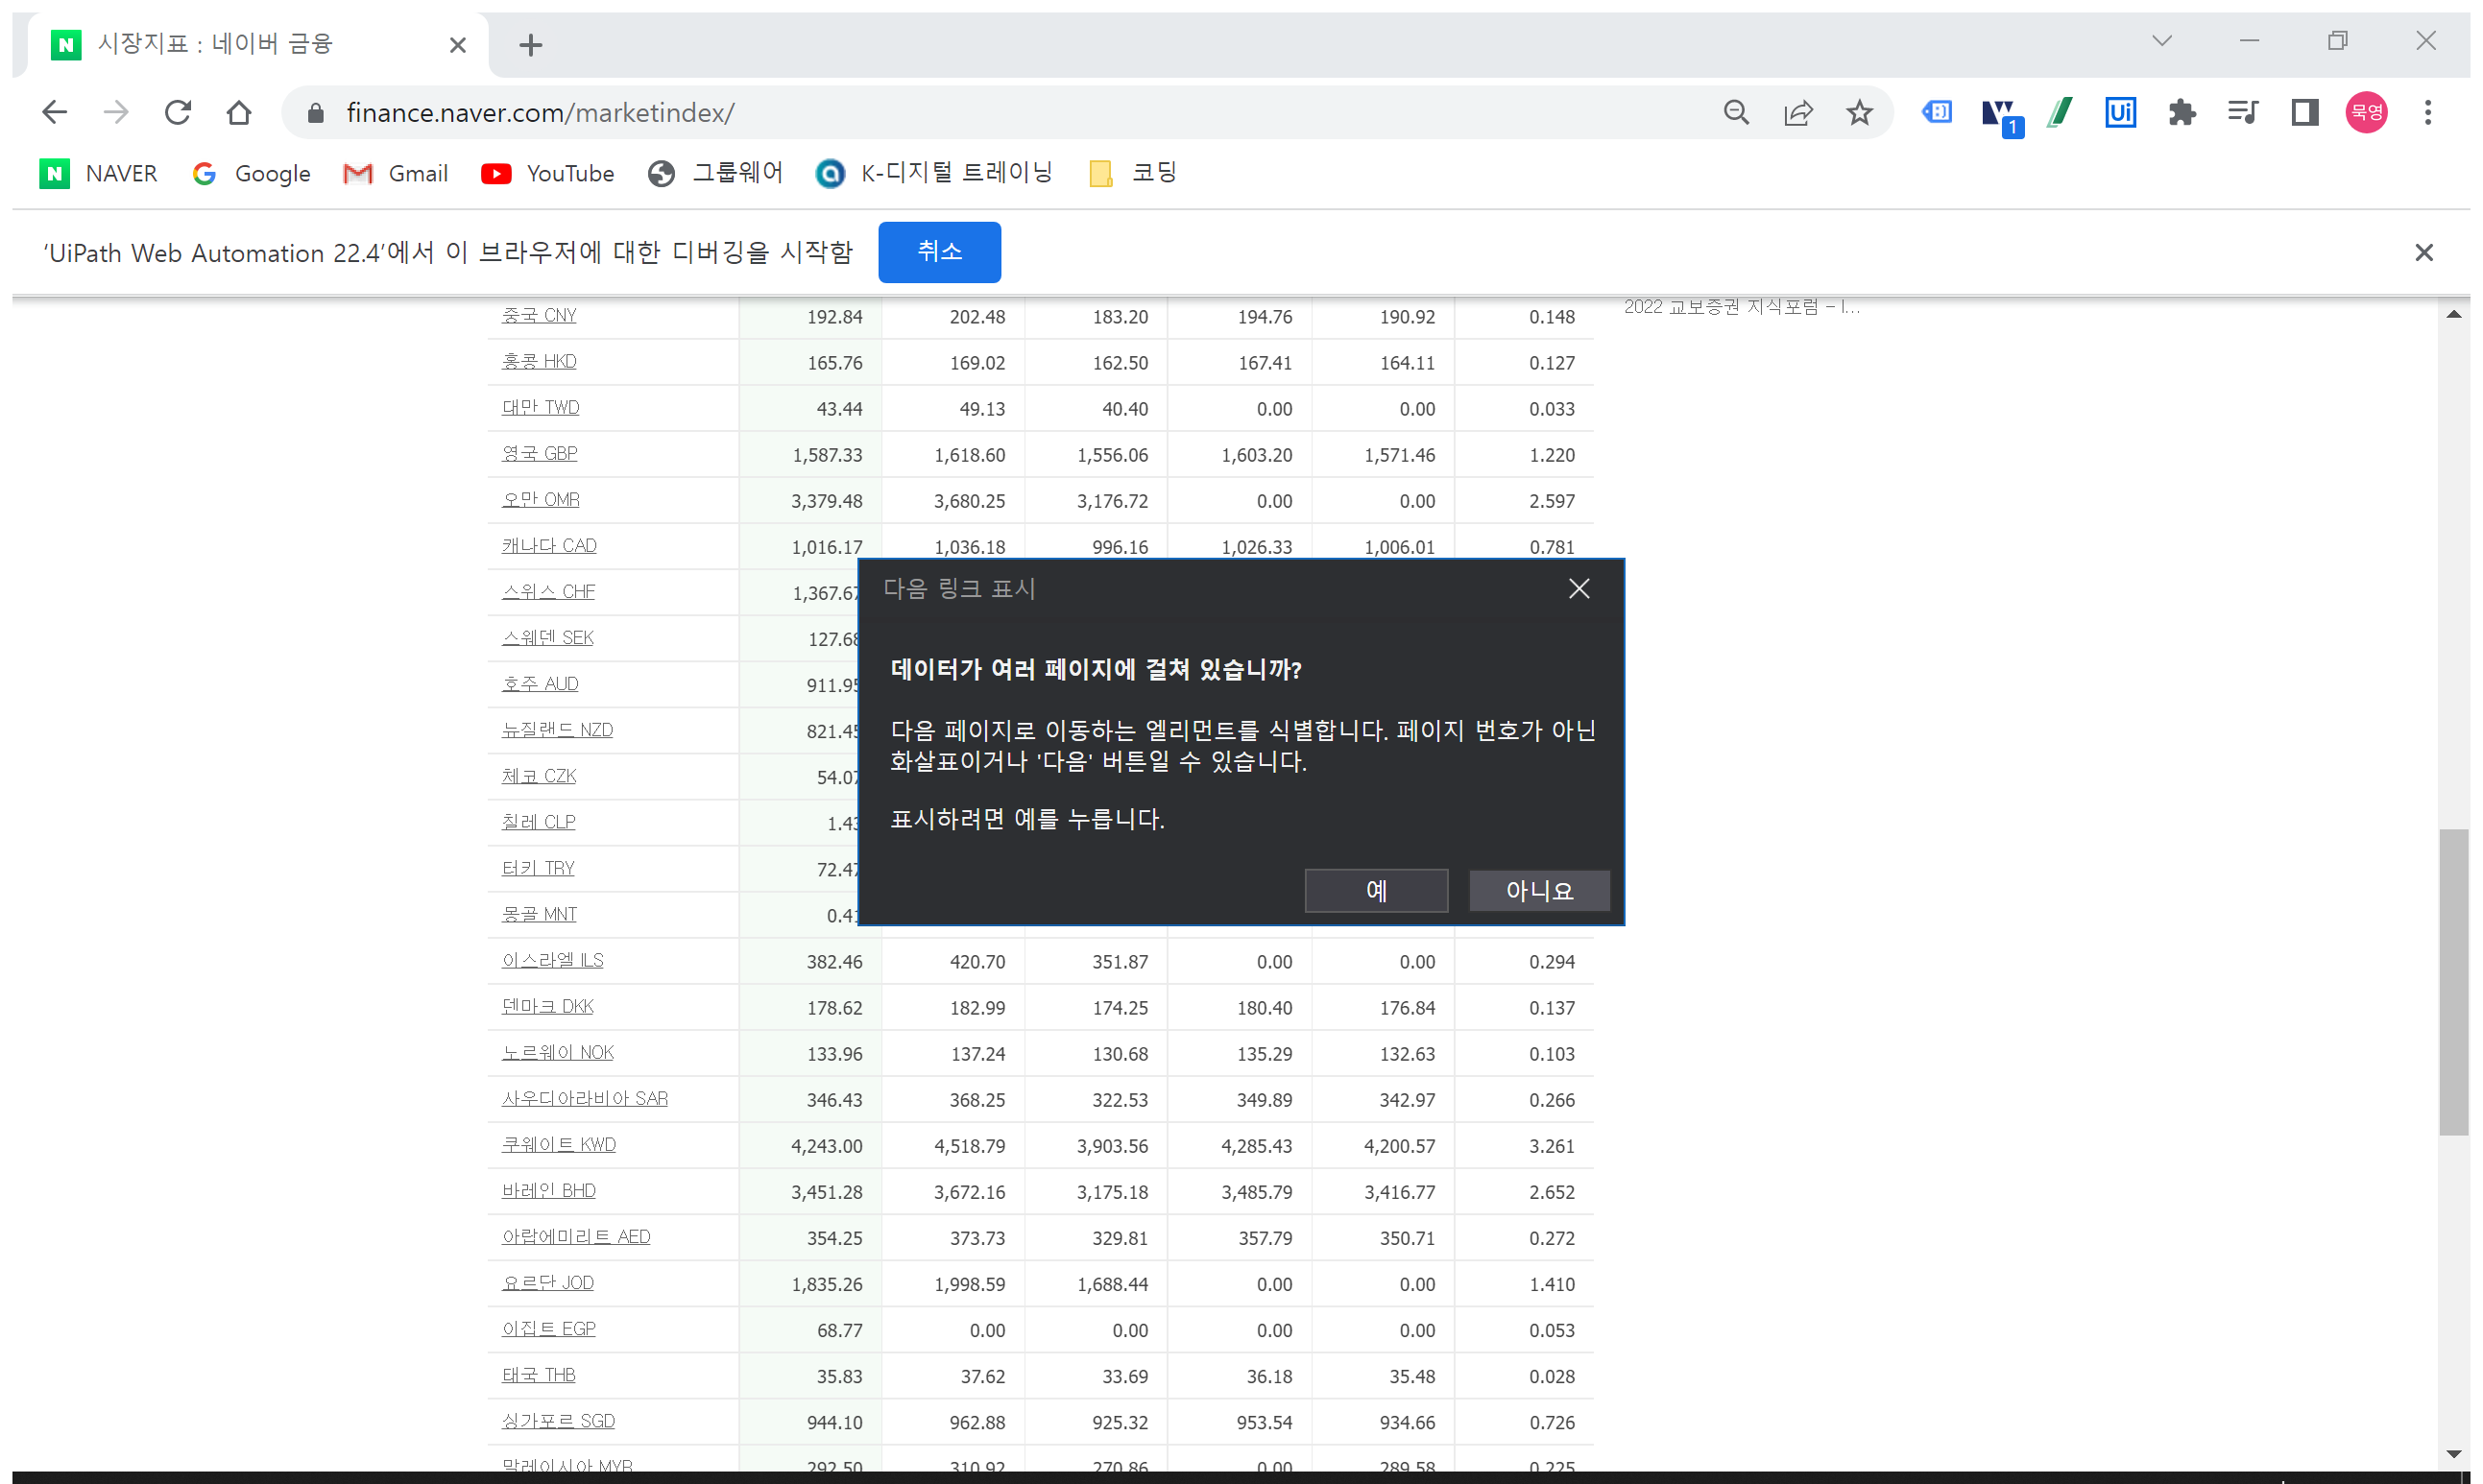 시장지표 : 네이버 금융
finance.naver.com/marketindex/
1
Ui
묵영
NAVER
Google
Gmail
YouTube
그룹웨어
K-디지털 트레이닝
코딩
'UiPath Web Automation 22.4'에서 이 브라우저에 대한 디버깅을 시작함
취소
중국 CNY 192.84 202.48 183.20 194.76 190.92 0.148
2022 교보증권 지식포럼 – I...
홍콩 HKD 165.76 169.02 162.50 167.41 164.11 0.127
대만 TWD 43.44 49.13 40.40 0.00 0.00 0.033
영국 GBP 1,587.33 1,618.60 1,556.06 1,603.20 1,571.46 1.220
오만 OMR 3,379.48 3,680.25 3,176.72 0.00 0.00 2.597
캐나다 CAD 1,016.17 1,036.18 996.16 1,026.33 1,006.01 0.781
스위스 CHF 1,367.67
스웨덴 SEK 127.68
호주 AUD 911.95
뉴질랜드 NZD 821.45
체코 CZK 54.07
칠레 CLP 1.43
터키 TRY 72.47
몽골 MNT 0.41
다음 링크 표시
데이터가 여러 페이지에 걸쳐 있습니까?
다음 페이지로 이동하는 엘리먼트를 식별합니다. 페이지 번호가 아닌
화살표이거나 '다음' 버튼일 수 있습니다.
표시하려면 예를 누릅니다.
예
아니요
이스라엘 ILS 382.46 420.70 351.87 0.00 0.00 0.294
덴마크 DKK 178.62 182.99 174.25 180.40 176.84 0.137
노르웨이 NOK 133.96 137.24 130.68 135.29 132.63 0.103
사우디아라비아 SAR 346.43 368.25 322.53 349.89 342.97 0.266
쿠웨이트 KWD 4,243.00 4,518.79 3,903.56 4,285.43 4,200.57 3.261
바레인 BHD 3,451.28 3,672.16 3,175.18 3,485.79 3,416.77 2.652
아랍에미리트 AED 354.25 373.73 329.81 357.79 350.71 0.272
요르단 JOD 1,835.26 1,998.59 1,688.44 0.00 0.00 1.410
이집트 EGP 68.77 0.00 0.00 0.00 0.00 0.053
태국 THB 35.83 37.62 33.69 36.18 35.48 0.028
싱가포르 SGD 944.10 962.88 925.32 953.54 934.66 0.726
말레이시아 MYR 292.50 310.92 270.86 0.00 289.58 0.225